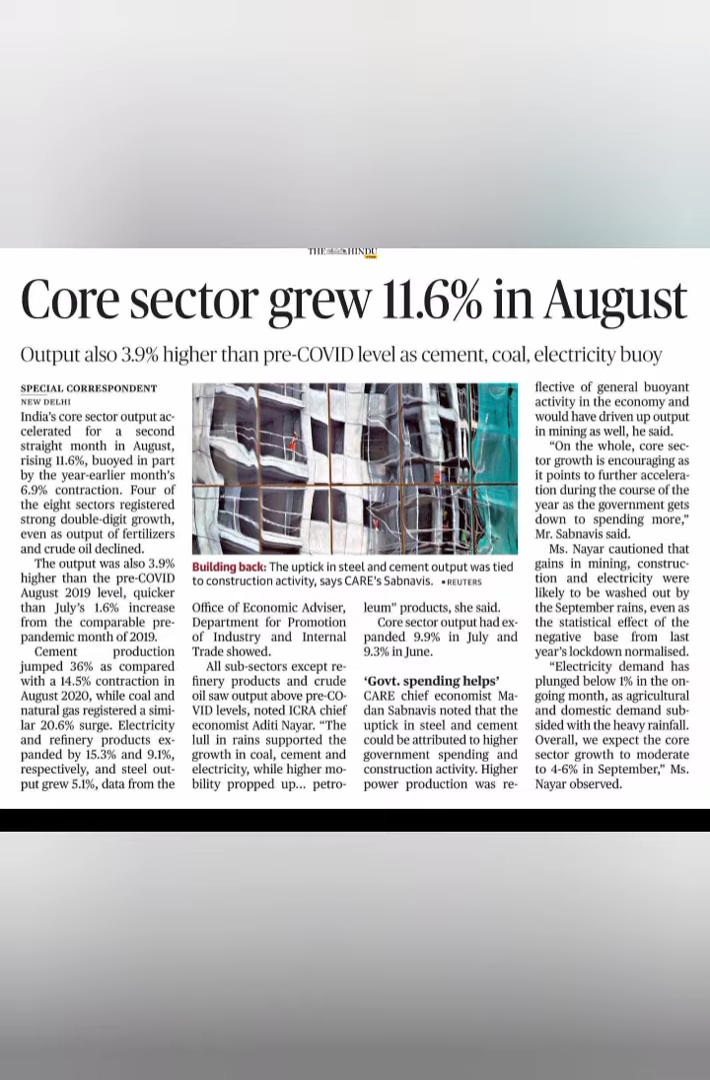 THE HINDU
Core sector grew 11.6% in August
Output also 3.9% higher than pre-COVID level as cement, coal, electricity buoy
SPECIAL CORRESPONDENT
NEW DELHI
India's core sector output ac-
celerated for a second
straight month in August,
rising 11.6%, buoyed in part
by the year-earlier month's
6.9% contraction. Four of
the eight sectors registered
strong double-digit growth,
even as output of fertilizers
and crude oil declined.
The output was also 3.9%
higher than the pre-COVID
August 2019 level, quicker
than July's 1.6% increase
from the comparable pre-
pandemic month of 2019.
Cement production
jumped 36% as compared
with a 14.5% contraction in
August 2020, while coal and
natural gas registered a simi-
lar 20.6% surge. Electricity
and refinery products ex-
panded by 15.3% and 9.1%,
respectively, and steel out-
put grew 5.1%, data from the
Building back: The uptick in steel and cement output was tied
to construction activity, says CARE's Sabnavis. •REUTERS
Office of Economic Adviser,
Department for Promotion
of Industry and Internal
Trade showed.
All sub-sectors except re-
finery products and crude
oil saw output above pre-CO-
VID levels, noted ICRA chief
economist Aditi Nayar. “The
lull in rains supported the
growth in coal, cement and
electricity, while higher mo-
bility propped up... petro-
leum” products, she said.
Core sector output had ex-
panded 9.9% in July and
9.3% in June.
‘Govt. spending helps’
CARE chief economist Ma-
dan Sabnavis noted that the
uptick in steel and cement
could be attributed to higher
government spending and
construction activity. Higher
power production was re-
flective of general buoyant
activity in the economy and
would have driven up output
in mining as well, he said.
“On the whole, core sec-
tor growth is encouraging as
it points to further accelera-
tion during the course of the
year as the government gets
down to spending more,”
Mr. Sabnavis said.
Ms. Nayar cautioned that
gains in mining, construc-
tion and electricity were
likely to be washed out by
the September rains, even as
the statistical effect of the
negative base from last
year's lockdown normalised.
“Electricity demand has
plunged below 1% in the on-
going month, as agricultural
and domestic demand sub-
sided with the heavy rainfall.
Overall, we expect the core
sector growth to moderate
to 4-6% in September,” Ms.
Nayar observed.